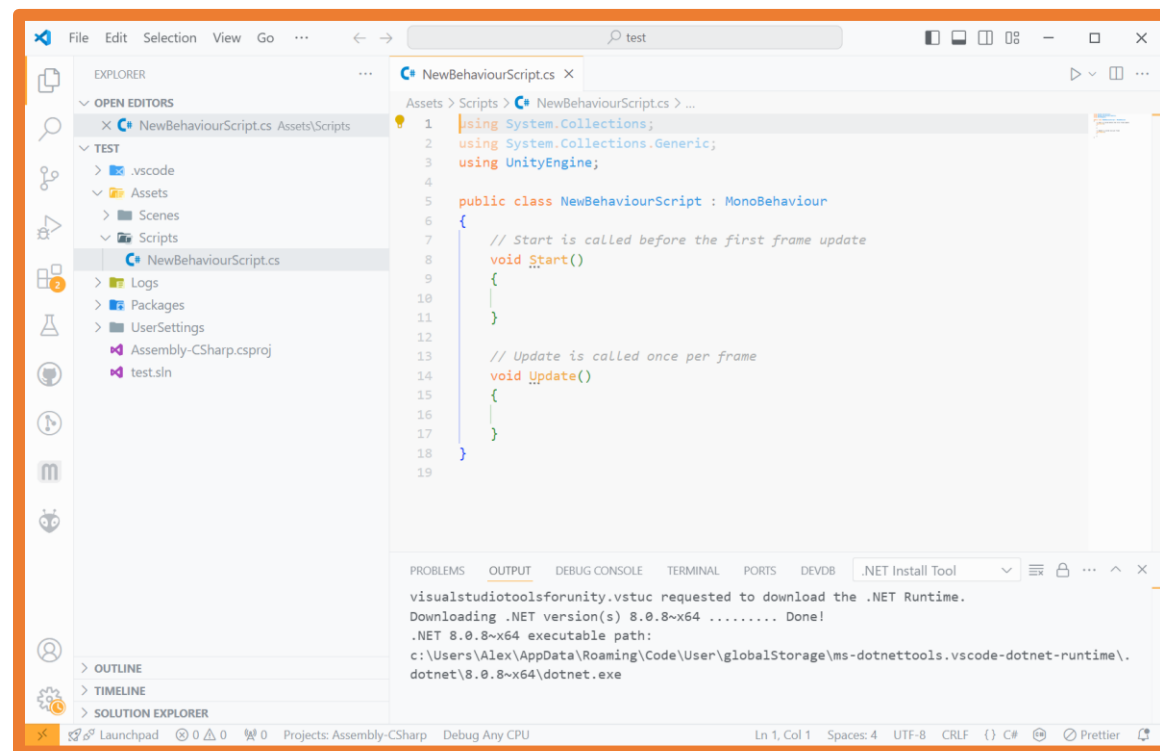 File Edit Selection View Go ... test
EXPLORER ...
OPEN EDITORS
NewBehaviourScript.cs Assets\Scripts
TEST
.vscode
Assets
Scenes
Scripts
NewBehaviourScript.cs
Logs
Packages
UserSettings
Assembly-CSharp.csproj
test.sln
OUTLINE
TIMELINE
SOLUTION EXPLORER
2
m
NewBehaviourScript.cs
Assets > Scripts > NewBehaviourScript.cs > ...
1 using System.Collections;
2 using System.Collections.Generic;
3 using UnityEngine;
4
5 public class NewBehaviourScript : MonoBehaviour
6 {
7 // Start is called before the first frame update
8 void Start()
9 {
10
11 }
12
13 // Update is called once per frame
14 void Update()
15 {
16
17 }
18 }
19
PROBLEMS OUTPUT DEBUG CONSOLE TERMINAL PORTS DEVDB .NET Install Tool
visualstudiotoolsforunity.vstuc requested to download the .NET Runtime.
Downloading .NET version(s) 8.0.8~x64 ......... Done!
.NET 8.0.8~x64 executable path:
c:\Users\Alex\AppData\Roaming\Code\User\globalStorage\ms-dotnettools.vscode-dotnet-runtime\.
dotnet\8.0.8~x64\dotnet.exe
Launchpad 0 0 0 Projects: Assembly-CSharp Debug Any CPU Ln 1, Col 1 Spaces: 4 UTF-8 CRLF {} C# Prettier